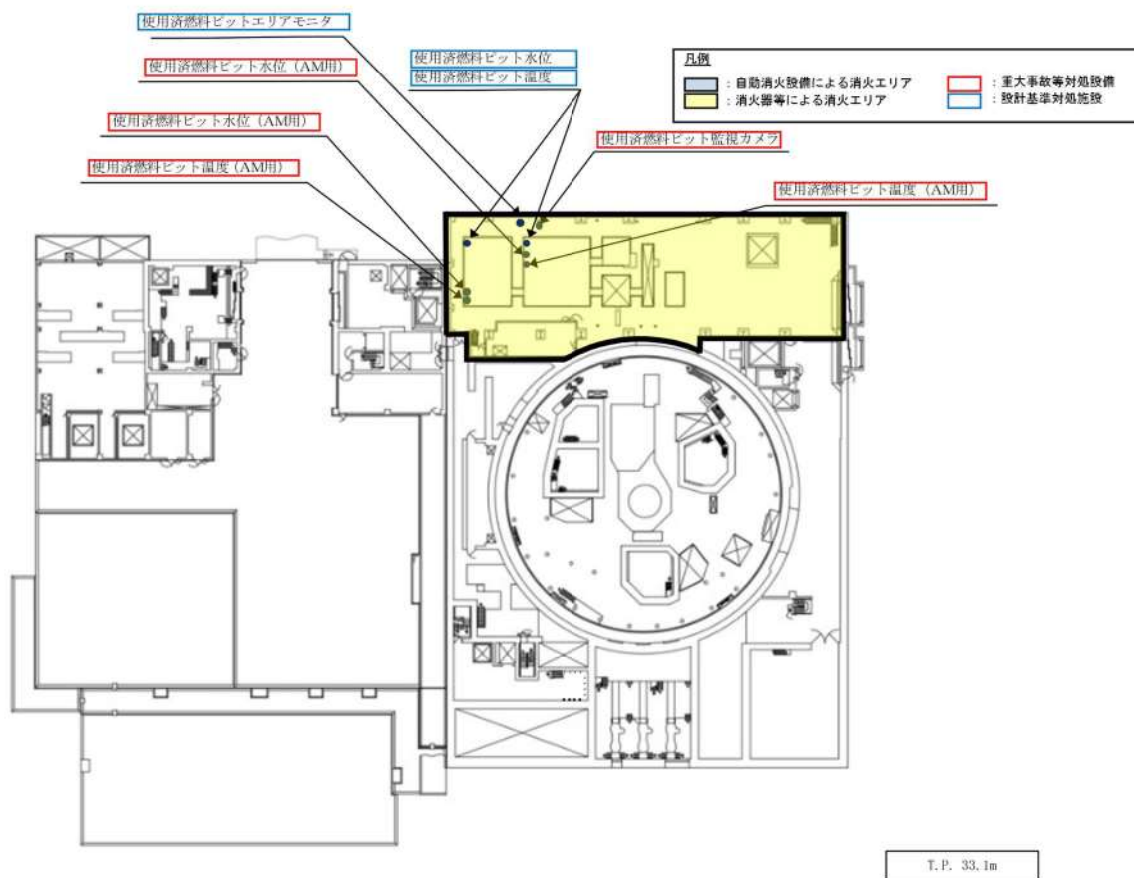 使用済燃料ピットエリアモニタ
使用済燃料ピット水位（AM用）
使用済燃料ピット水位
使用済燃料ピット温度
使用済燃料ピット水位（AM用）
使用済燃料ピット監視カメラ
使用済燃料ピット温度（AM用）
使用済燃料ピット温度（AM用）
凡例
：自動消火設備による消火エリア
：重大事故等対処設備
：消火器等による消火エリア
：設計基準対処施設
T.P. 33.1m